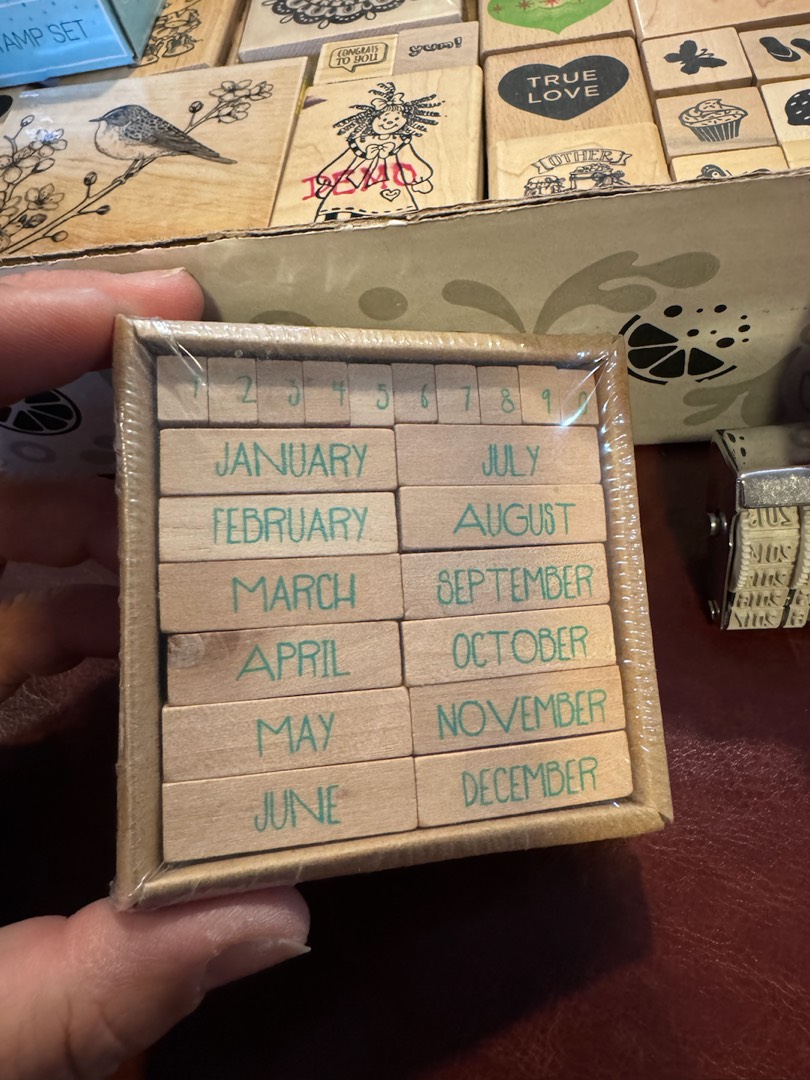 STAMP SET
CONGRATS
TO YOU
yum!
TRUE
LOVE
DEMO
OTHER
1 2 3 4 5 6 7 8 9 0
JANUARY JULY
FEBRUARY AUGUST
MARCH SEPTEMBER
APRIL OCTOBER
MAY NOVEMBER
JUNE DECEMBER